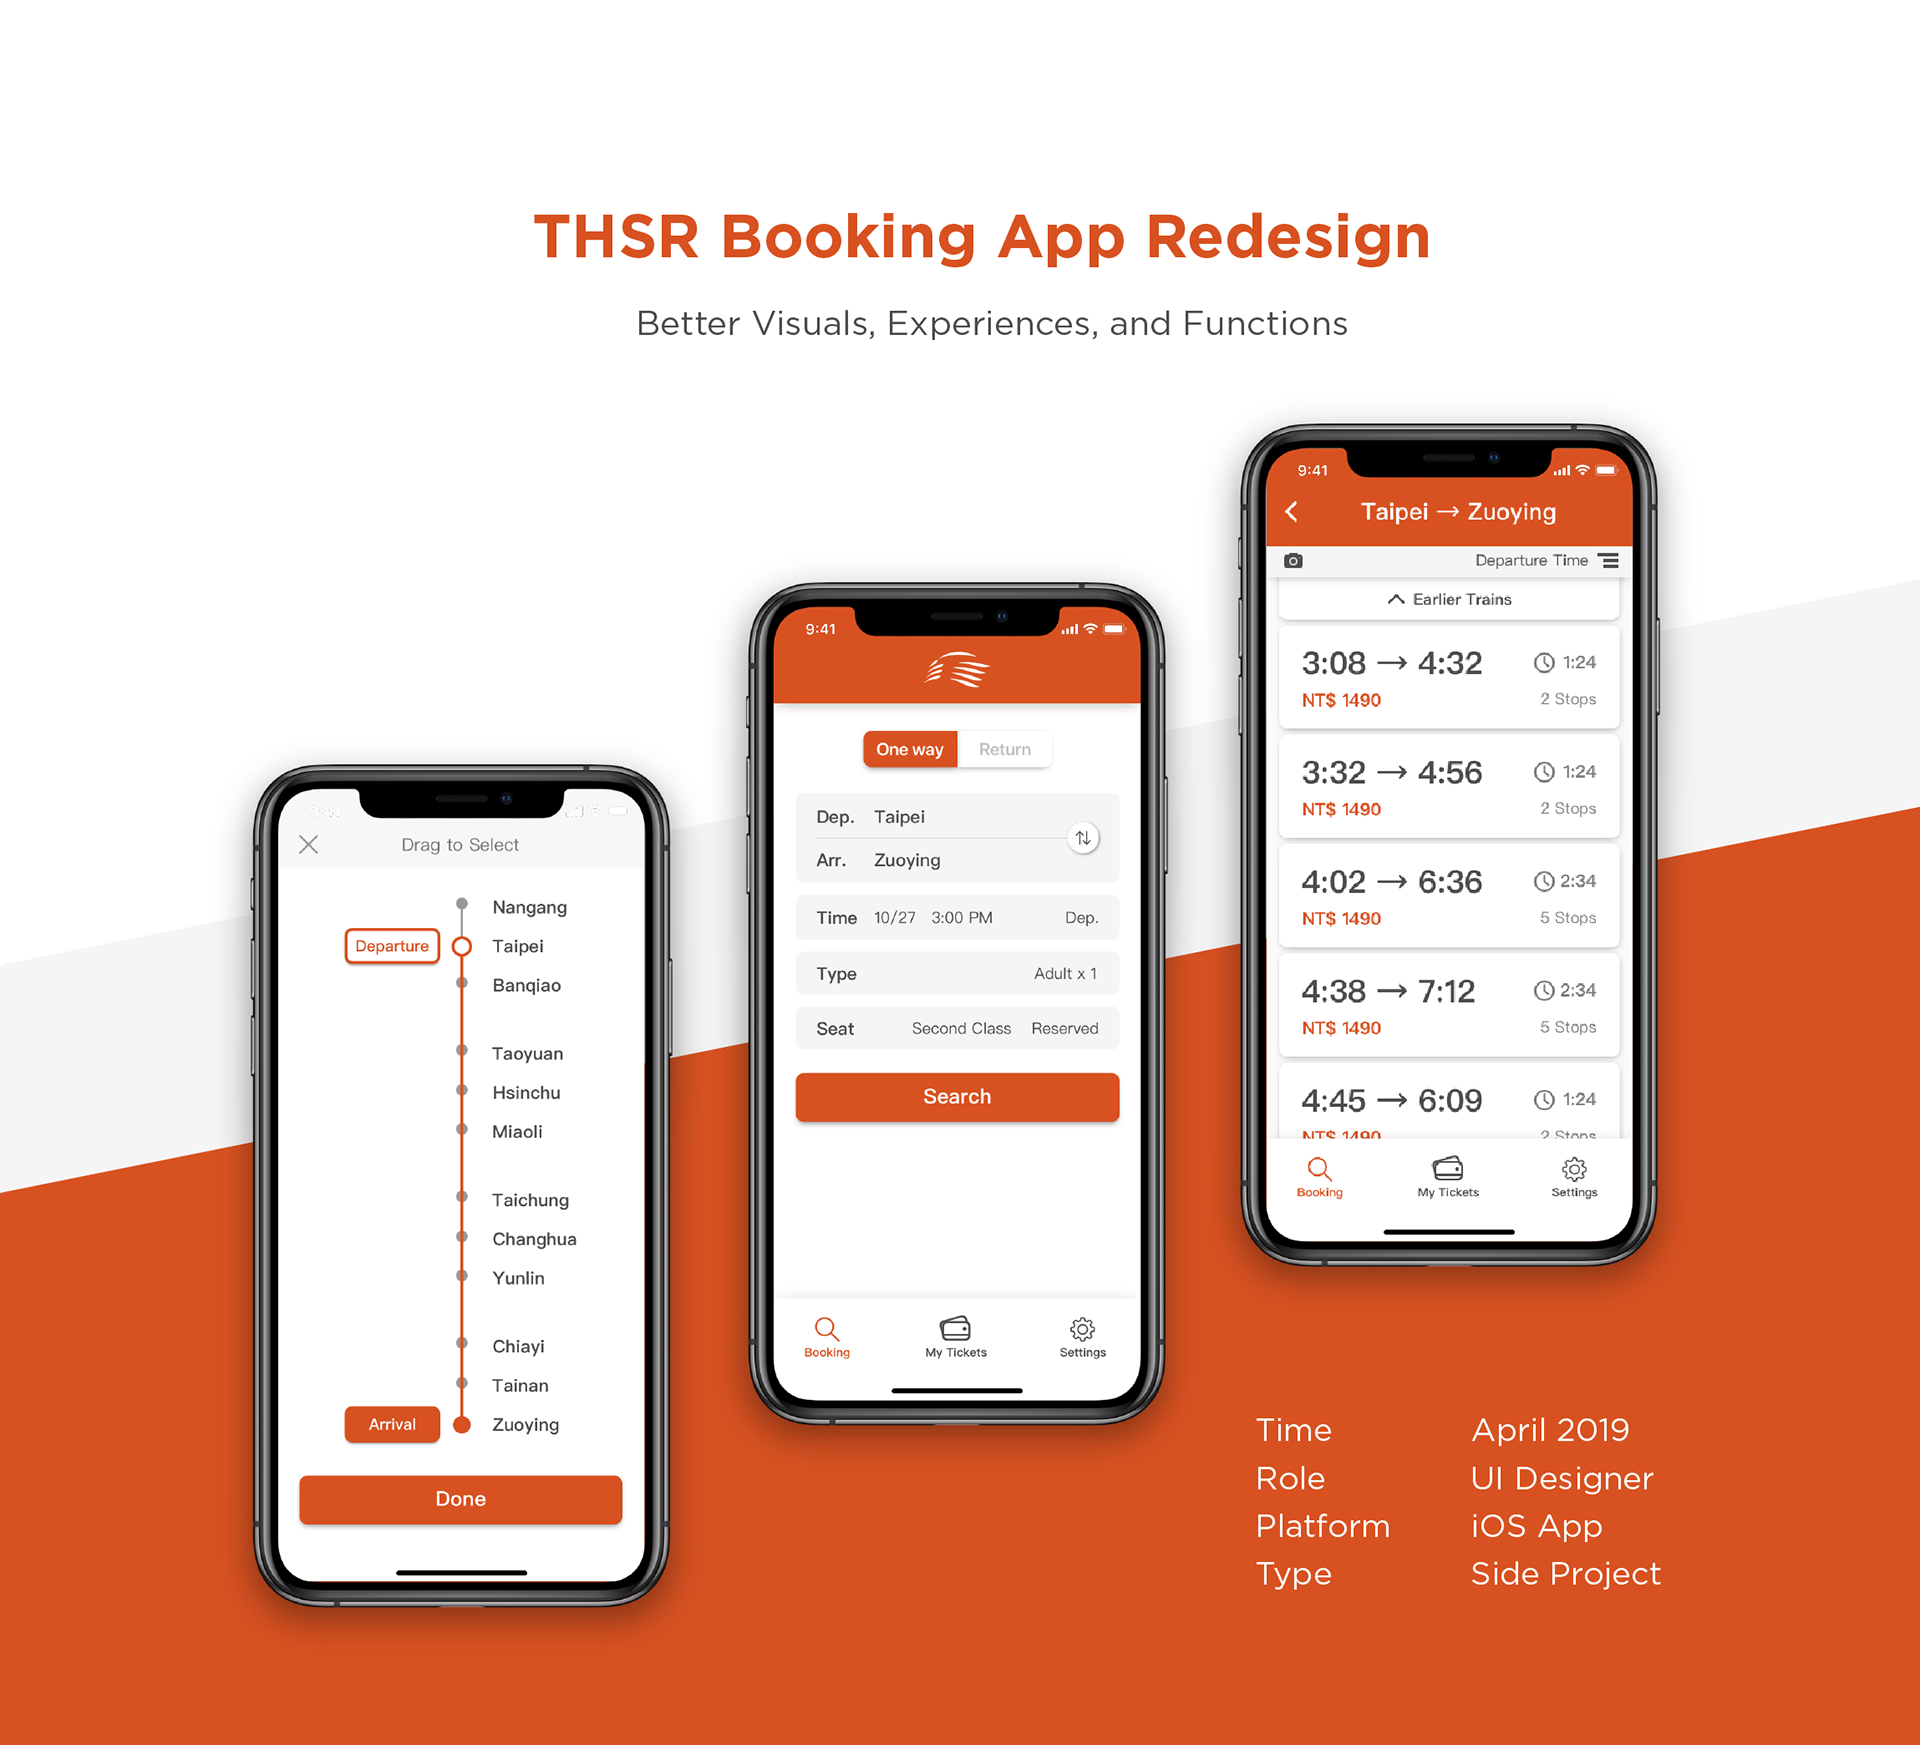 THSR Booking App Redesign
Better Visuals, Experiences, and Functions
Drag to Select
Nangang
Departure
Taipei
Banqiao
Taoyuan
Hsinchu
Miaoli
Taichung
Changhua
Yunlin
Chiayi
Tainan
Arrival
Zuoying
Done
9:41
One way Return
Dep. Taipei
Arr. Zuoying
Time 10/27 3:00 PM Dep.
Type Adult x 1
Seat Second Class Reserved
Search
Booking My Tickets Settings
9:41
Taipei → Zuoying
Departure Time
Earlier Trains
3:08 → 4:32 1:24
NT$ 1490 2 Stops
3:32 → 4:56 1:24
NT$ 1490 2 Stops
4:02 → 6:36 2:34
NT$ 1490 5 Stops
4:38 → 7:12 2:34
NT$ 1490 5 Stops
4:45 → 6:09 1:24
NT$ 1490 2 Stops
Booking My Tickets Settings
Time April 2019
Role UI Designer
Platform iOS App
Type Side Project